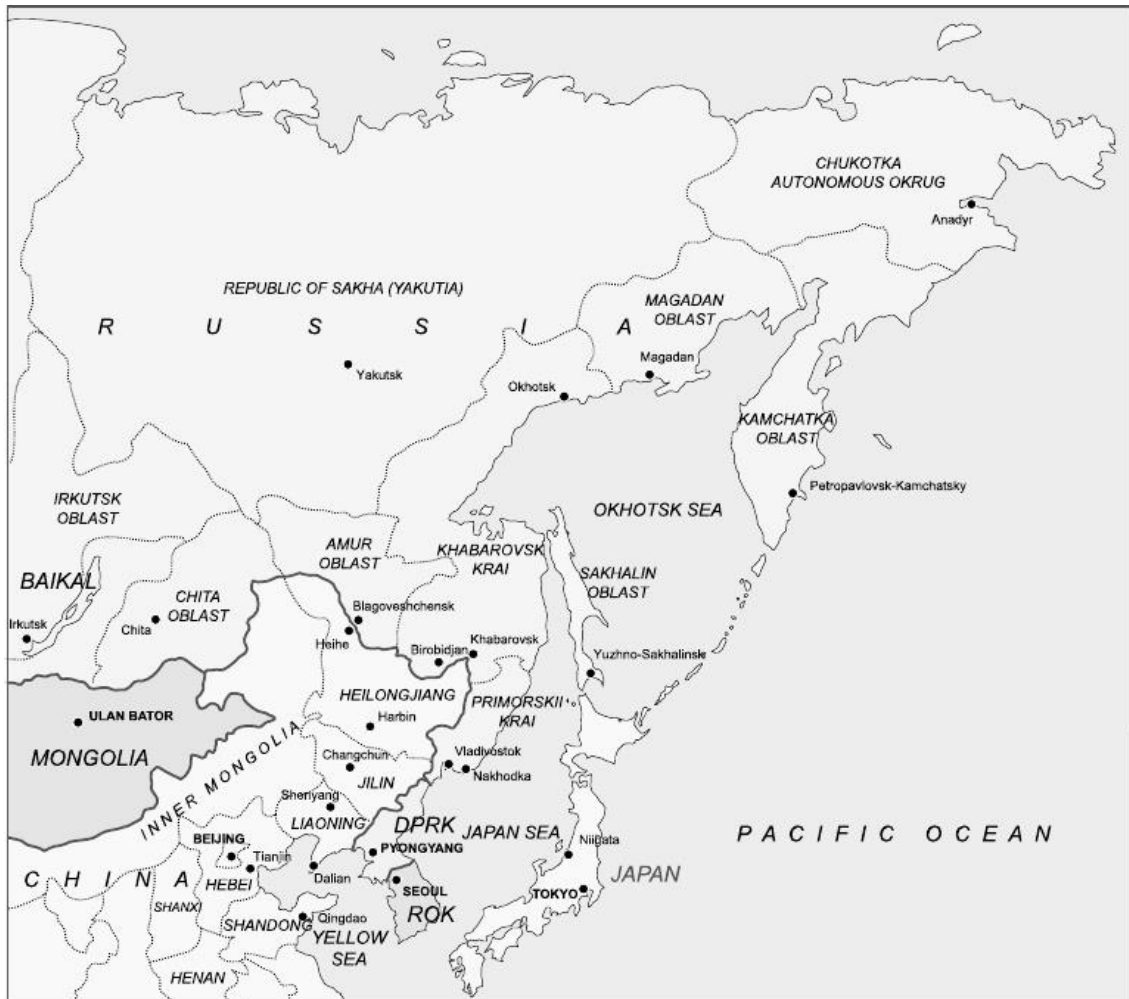 CHUKOTKA
AUTONOMOUS OKRUG
Anadyr
REPUBLIC OF SAKHA (YAKUTIA)
MAGADAN
OBLAST
R U S S I A
Magadan
Yakutsk
Okhotsk
KAMCHATKA
OBLAST
Petropavlovsk-Kamchatsky
IRKUTSK
OBLAST
OKHOTSK SEA
AMUR
OBLAST
KHABAROVSK
KRAI
BAIKAL
SAKHALIN
OBLAST
CHITA
OBLAST
Irkutsk
Chita
Blagoveshchensk
Heihe
Khabarovsk
Birobidjan
Yuzhno-Sakhalinsk
HEILONGJIANG
PRIMORSKII
KRAI
ULAN BATOR
Harbin
MONGOLIA
Changchun
Vladivostok
JILIN
Nakhodka
INNER MONGOLIA
Shenyang
LIAONING
DPRK
JAPAN SEA
PACIFIC OCEAN
BEIJING
PYONGYANG
Niigata
Tianjin
CHINA
HEBEI
Dalian
JAPAN
SEOUL
TOKYO
SHANXI
ROK
SHANDONG
Qingdao
YELLOW
SEA
HENAN